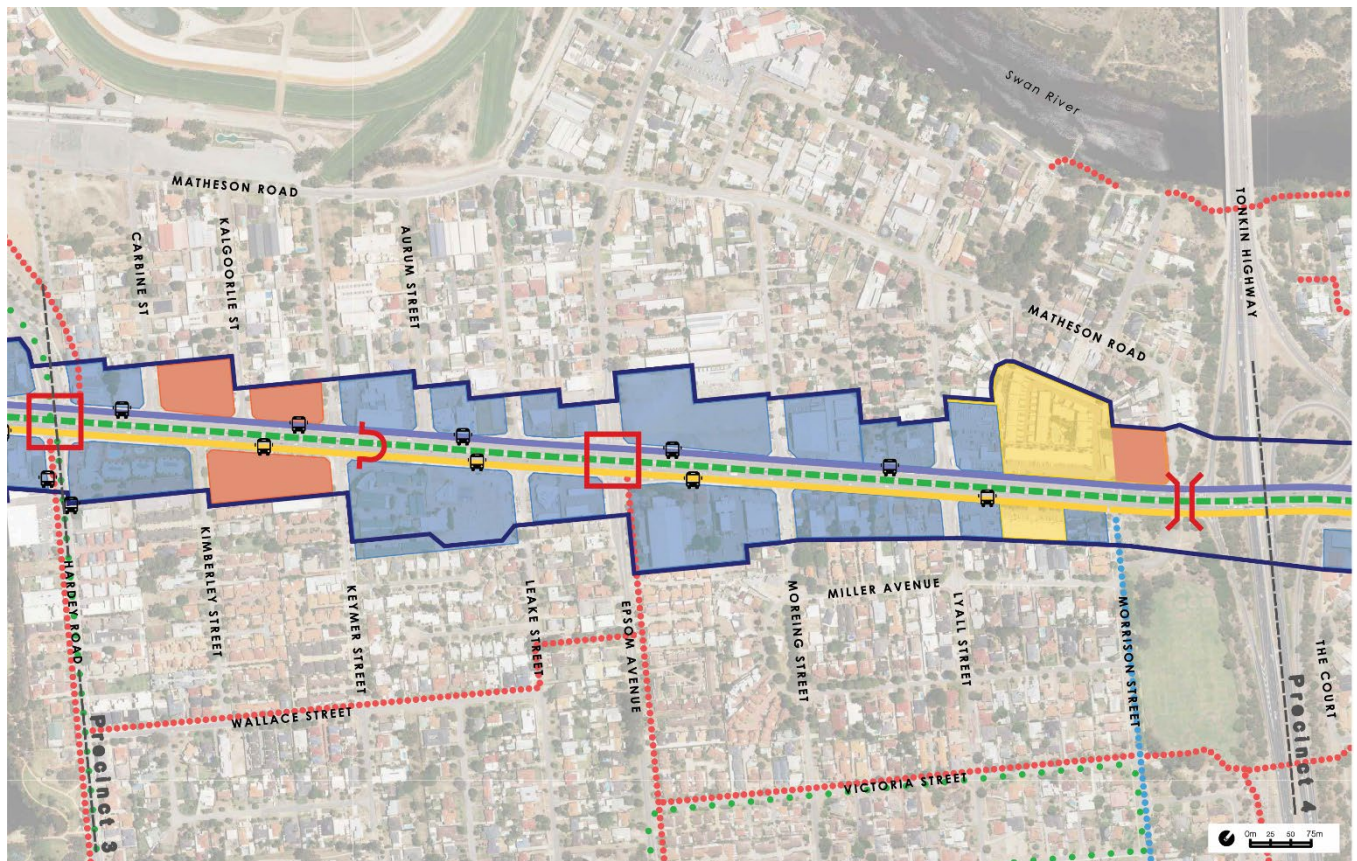 Swan River
MATHESON ROAD
TONKIN HIGHWAY
CARBINE ST
KALGOORLIE ST
AURUM STREET
MATHESON ROAD
HARDEY ROAD
KIMBERLEY STREET
KEYMER STREET
LEAKE STREET
EPSOM AVENUE
MOREING STREET
MILLER AVENUE
LYALL STREET
MORRISON STREET
THE COURT
WALLACE STREET
VICTORIA STREET
Precinct 3
Precinct 4
0m 25 50 75m